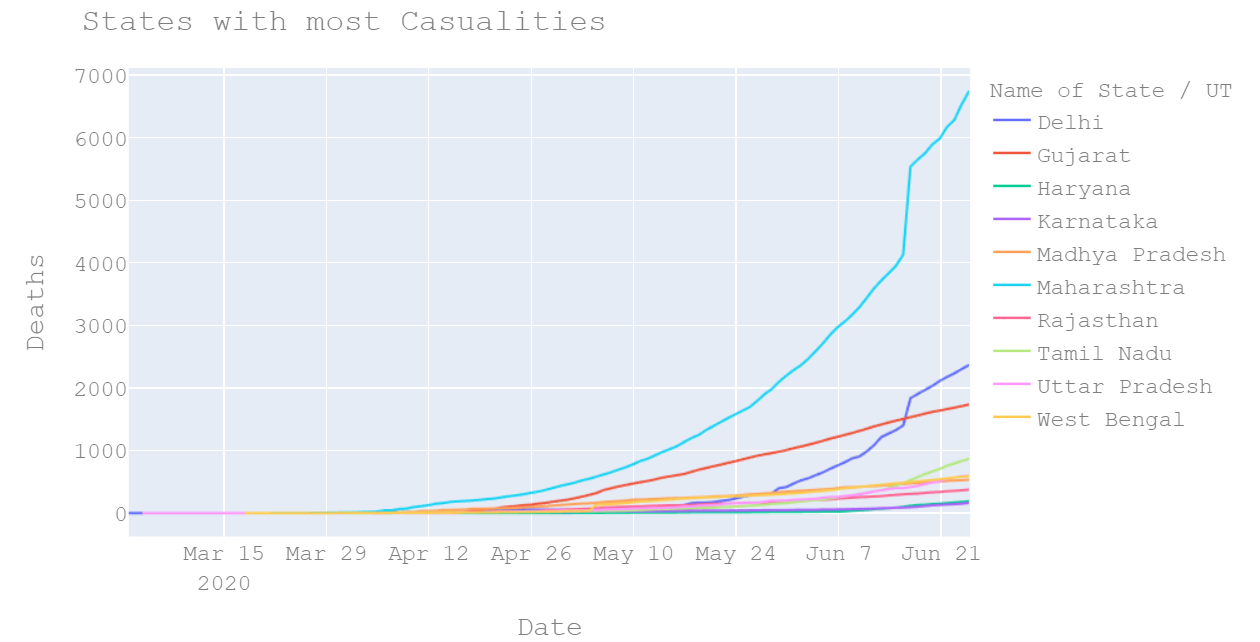 States with most Casualities
Deaths
7000
6000
5000
4000
3000
2000
1000
0
Mar 15
2020
Mar 29
Apr 12
Apr 26
May 10
May 24
Jun 7
Jun 21
Date
Name of State / UT
Delhi
Gujarat
Haryana
Karnataka
Madhya Pradesh
Maharashtra
Rajasthan
Tamil Nadu
Uttar Pradesh
West Bengal